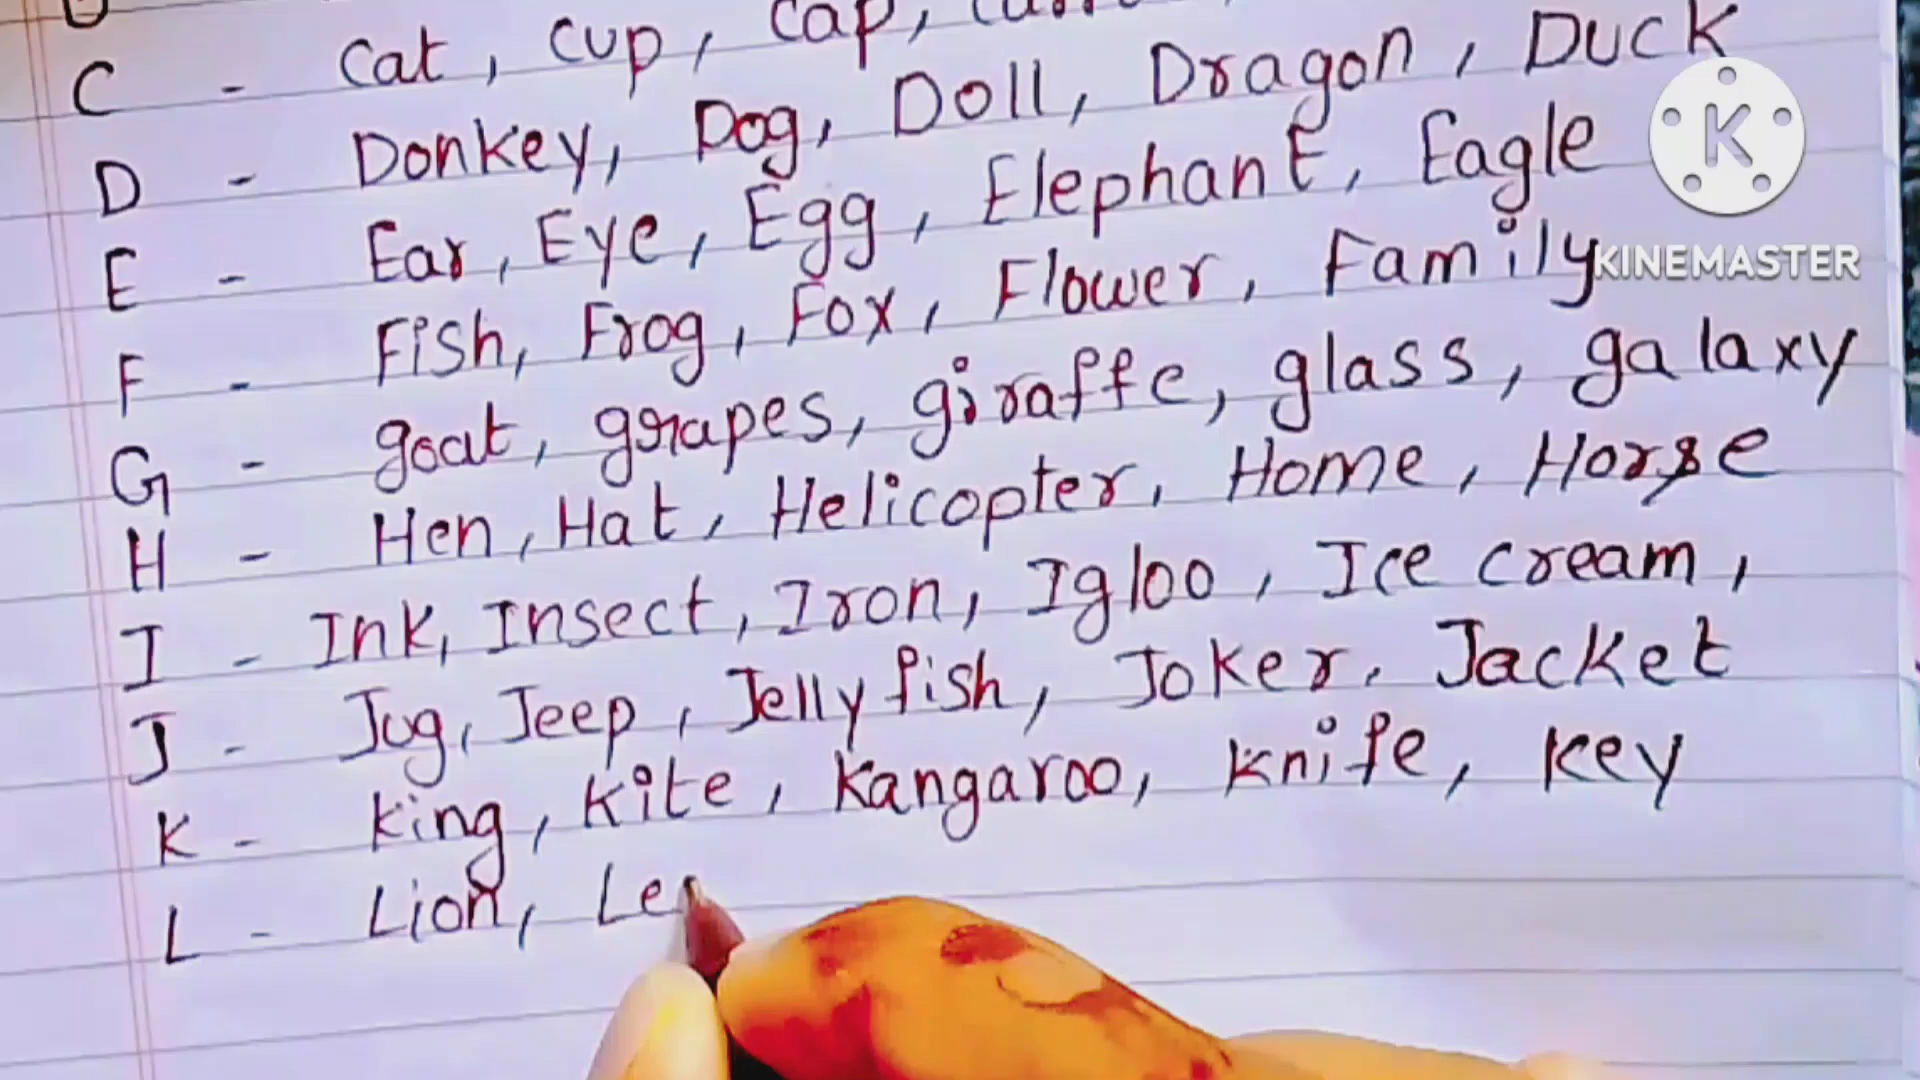 C - Cat, Cup, Cap,
D - Donkey, Dog, Doll, Dragon, Duck
E - Ear, Eye, Egg, Elephant, Eagle
F - Fish, Frog, Fox, Flower, Family
G - goat, grapes, giraffe, glass, galaxy
H - Hen, Hat, Helicopter, Home, Horse
I - Ink, Insect, Iron, Igloo, Ice cream,
J - Jug, Jeep, Jelly fish, Joker, Jacket
K - King, Kite, Kangaroo, Knife, Key
L - Lion, Le
K
KINEMASTER